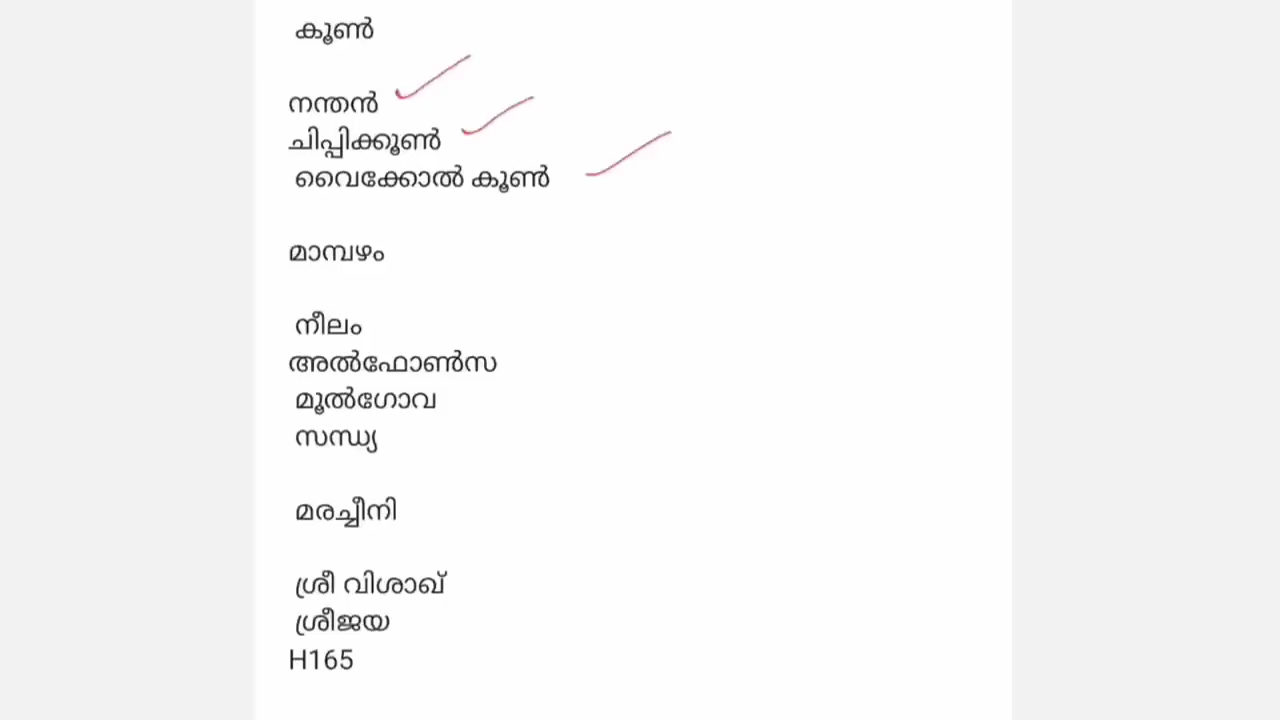 കൂൺ
നന്തൻ
ചിപ്പിക്കൂൺ
വൈക്കോൽ കൂൺ
മാമ്പഴം
നീലം
അൽഫോൺസ
മൂൽഗോവ
സന്ധ്യ
മരച്ചീനി
ശ്രീ വിശാഖ്
ശ്രീജയ
H165